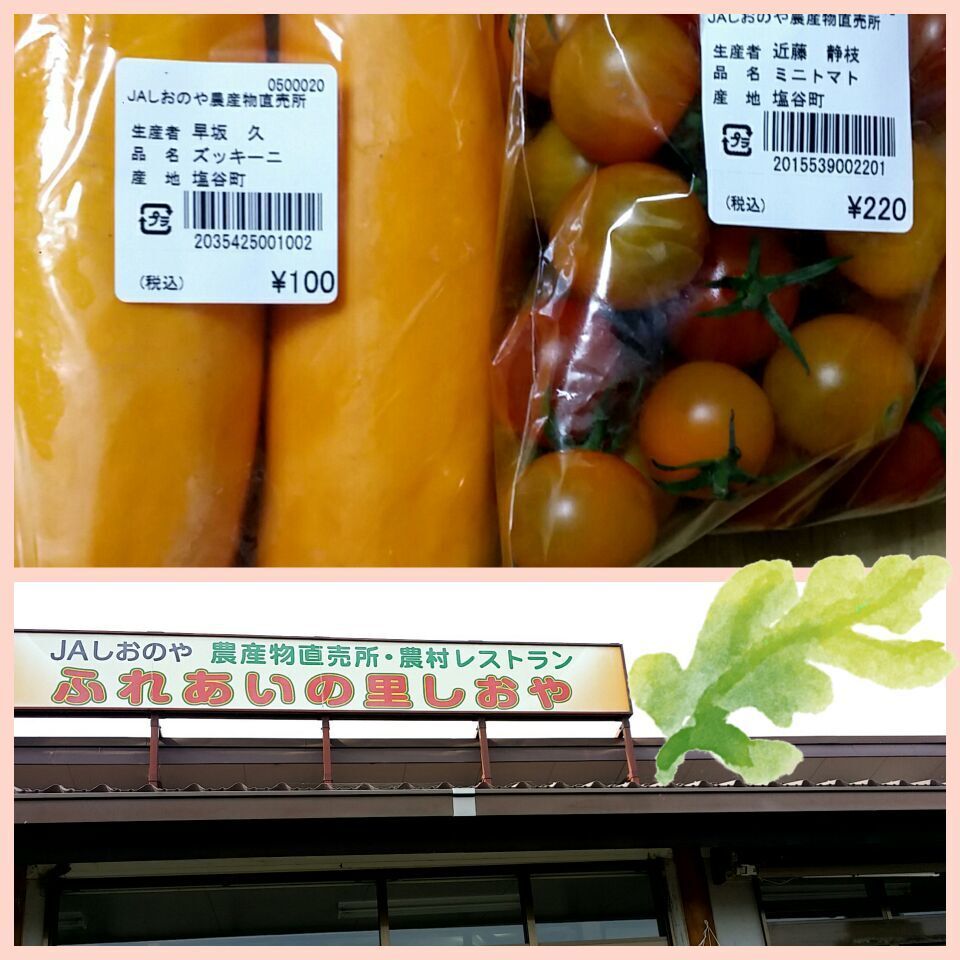 0500020
JAしおのや農産物直売所
生産者 早坂 久
品 名 ズッキーニ
産 地 塩谷町
プラ
2035425001002
(税込) ¥100
JAしおのや農産物直売所
生産者 近藤 静枝
品 名 ミニトマト
産 地 塩谷町
プラ
2015539002201
(税込) ¥220
JAしおのや 農産物直売所・農村レストラン
ふれあいの里しおや